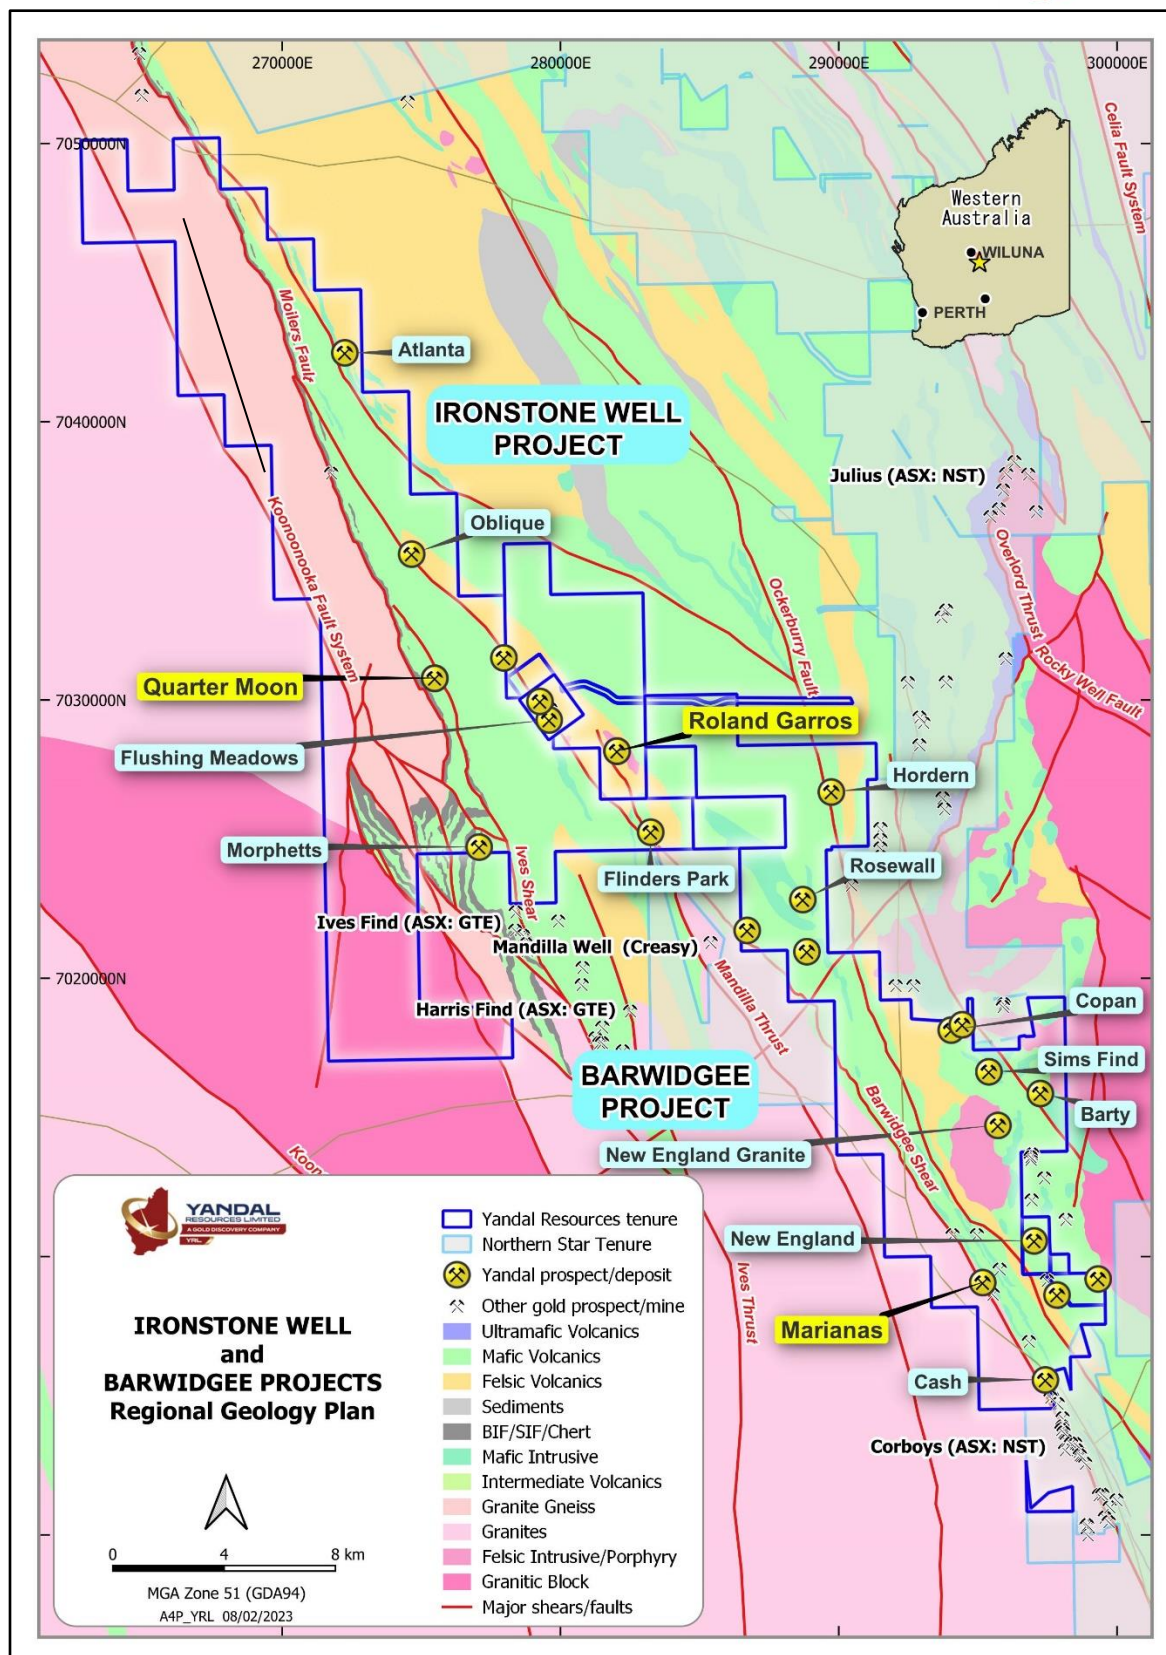 270000E
280000E
290000E
300000E
7050000N
7040000N
7030000N
7020000N
Celia Fault System
Western
Australia
WILUNA
PERTH
Moilers Fault
Atlanta
IRONSTONE WELL
PROJECT
Julius (ASX: NST)
Oblique
Koonoonooka Fault System
Ockerburry Fault
Overlord Thrust
Rocky Well Fault
Quarter Moon
Roland Garros
Flushing Meadows
Hordern
Morphetts
Ives Shear
Flinders Park
Rosewall
Ives Find (ASX: GTE)
Mandilla Well (Creasy)
Mandilla Thrust
Harris Find (ASX: GTE)
Copan
Sims Find
BARWIDGEE
PROJECT
Barty
Barwidgee Shear
New England Granite
Koon
New England
Ives Thrust
Marianas
Cash
Corboys (ASX: NST)
YANDAL
RESOURCES LIMITED
A GOLD DISCOVERY COMPANY
YRL
IRONSTONE WELL
and
BARWIDGEE PROJECTS
Regional Geology Plan
0 4 8 km
MGA Zone 51 (GDA94)
A4P_YRL 08/02/2023
Yandal Resources tenure
Northern Star Tenure
Yandal prospect/deposit
Other gold prospect/mine
Ultramafic Volcanics
Mafic Volcanics
Felsic Volcanics
Sediments
BIF/SIF/Chert
Mafic Intrusive
Intermediate Volcanics
Granite Gneiss
Granites
Felsic Intrusive/Porphyry
Granitic Block
Major shears/faults